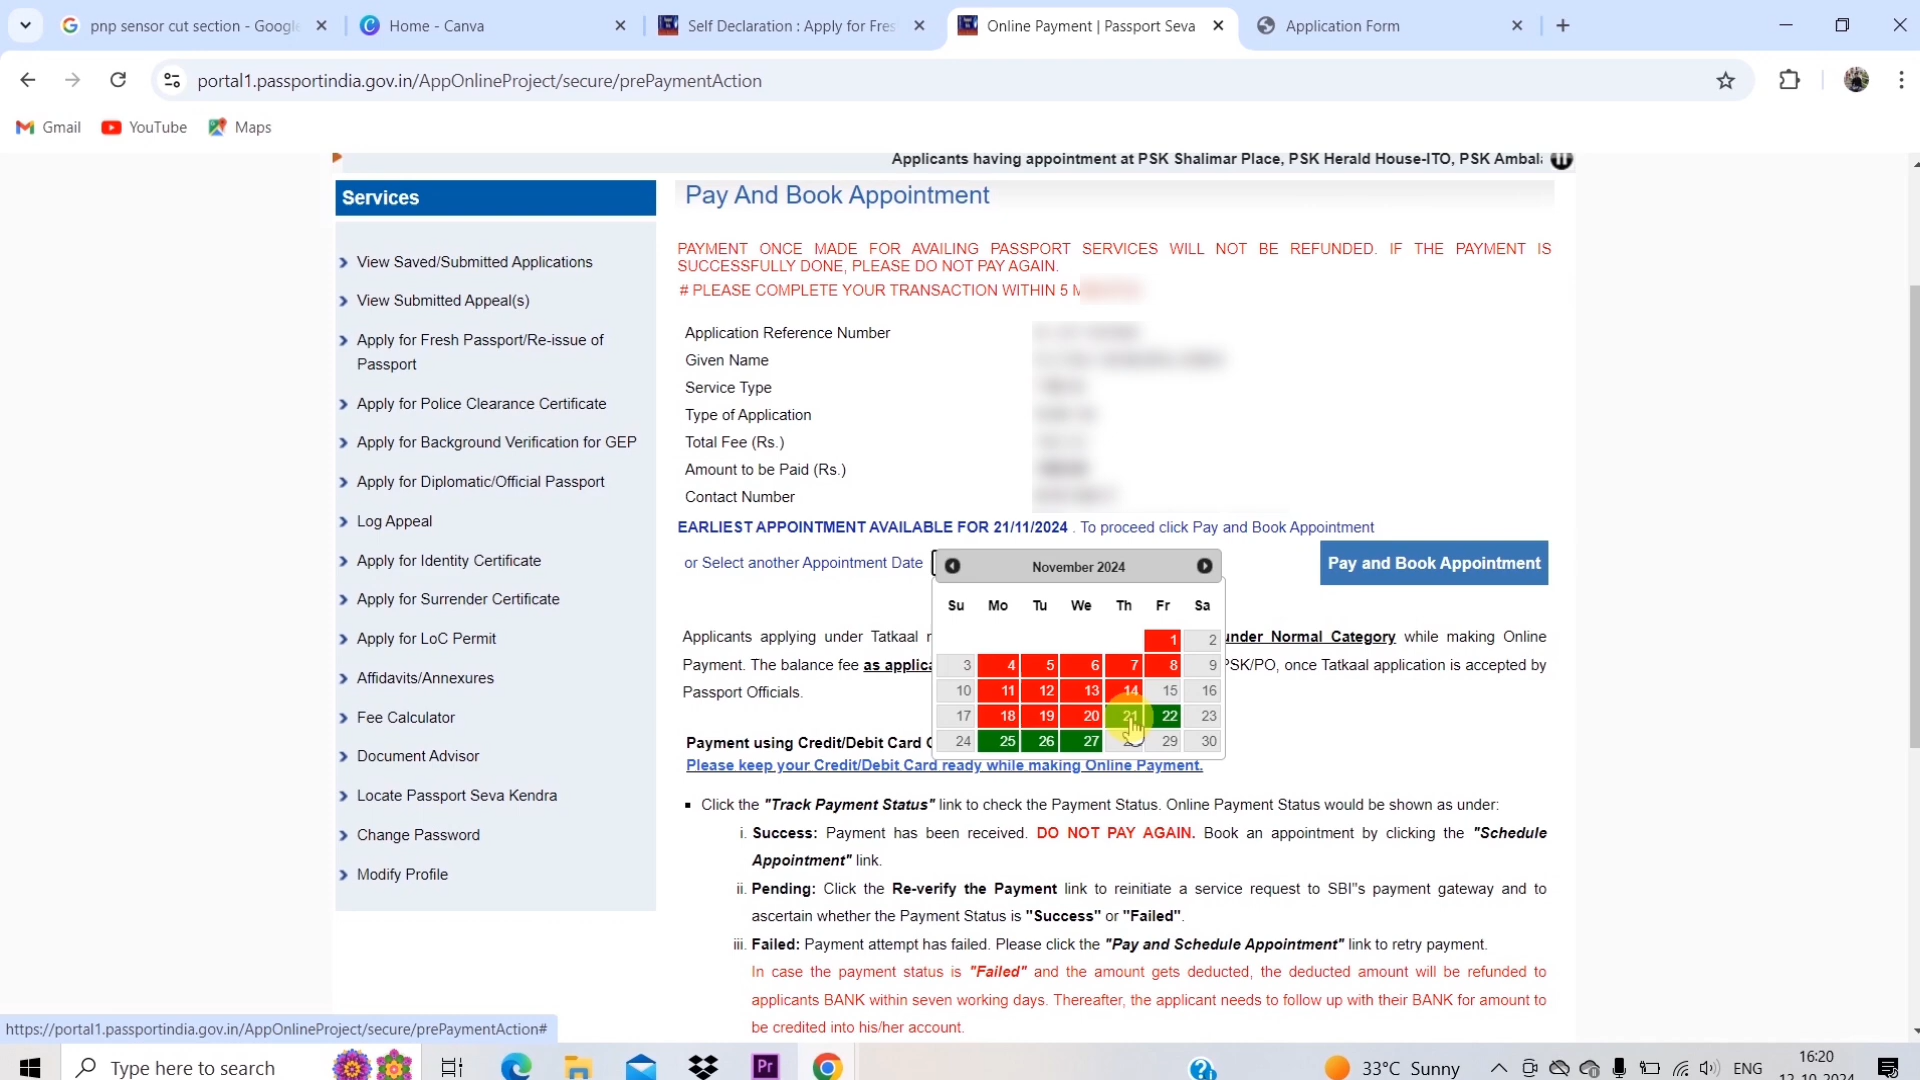 pnp sensor cut section - Google
Home - Canva
Self Declaration : Apply for Fres
Online Payment | Passport Seva
Application Form
portal1.passportindia.gov.in/AppOnlineProject/secure/prePaymentAction
Gmail
YouTube
Maps
Applicants having appointment at PSK Shalimar Place, PSK Herald House-ITO, PSK Ambal
Services
View Saved/Submitted Applications
View Submitted Appeal(s)
Apply for Fresh Passport/Re-issue of
Passport
Apply for Police Clearance Certificate
Apply for Background Verification for GEP
Apply for Diplomatic/Official Passport
Log Appeal
Apply for Identity Certificate
Apply for Surrender Certificate
Apply for LoC Permit
Affidavits/Annexures
Fee Calculator
Document Advisor
Locate Passport Seva Kendra
Change Password
Modify Profile
Pay And Book Appointment
PAYMENT ONCE MADE FOR AVAILING PASSPORT SERVICES WILL NOT BE REFUNDED. IF THE PAYMENT IS
SUCCESSFULLY DONE, PLEASE DO NOT PAY AGAIN.
# PLEASE COMPLETE YOUR TRANSACTION WITHIN 5
Application Reference Number
Given Name
Service Type
Type of Application
Total Fee (Rs.)
Amount to be Paid (Rs.)
Contact Number
EARLIEST APPOINTMENT AVAILABLE FOR 21/11/2024 . To proceed click Pay and Book Appointment
or Select another Appointment Date
Pay and Book Appointment
November 2024
Su Mo Tu We Th Fr Sa
1 2
3 4 5 6 7 8 9
10 11 12 13 14 15 16
17 18 19 20 21 22 23
24 25 26 27 28 29 30
Applicants applying under Tatkaal under Normal Category while making Online
Payment. The balance fee as PSK/PO, once Tatkaal application is accepted by
Passport Officials.
Payment using Credit/Debit Card
Please keep your Credit/Debit Card ready while making Online Payment.
Click the "Track Payment Status" link to check the Payment Status. Online Payment Status would be shown as under:
i. Success: Payment has been received. DO NOT PAY AGAIN. Book an appointment by clicking the "Schedule
Appointment" link.
ii. Pending: Click the Re-verify the Payment link to reinitiate a service request to SBI"s payment gateway and to
ascertain whether the Payment Status is "Success" or "Failed".
iii. Failed: Payment attempt has failed. Please click the "Pay and Schedule Appointment" link to retry payment.
In case the payment status is "Failed" and the amount gets deducted, the deducted amount will be refunded to
applicants BANK within seven working days. Thereafter, the applicant needs to follow up with their BANK for amount to
be credited into his/her account.
https://portal1.passportindia.gov.in/AppOnlineProject/secure/prePaymentAction#
Type here to search
Pr
33°C Sunny
ENG
16:20
12-10-2024